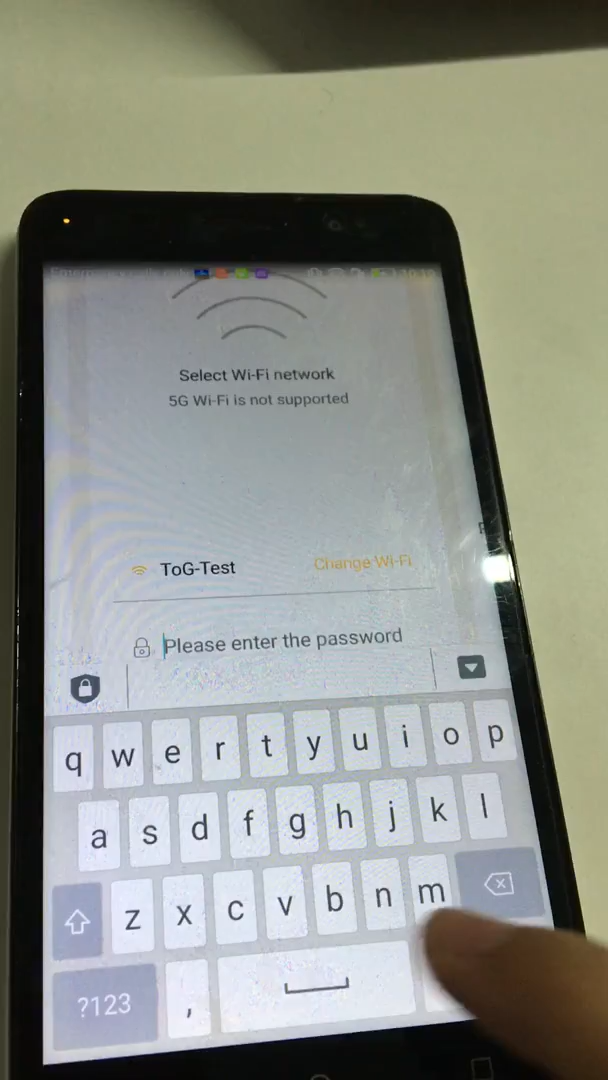 Select Wi-Fi network
5G Wi-Fi is not supported
ToG-Test Change Wi-Fi
Please enter the password
q w e r t y u i o p
a s d f g h j k l
z x c v b n m
?123 ,